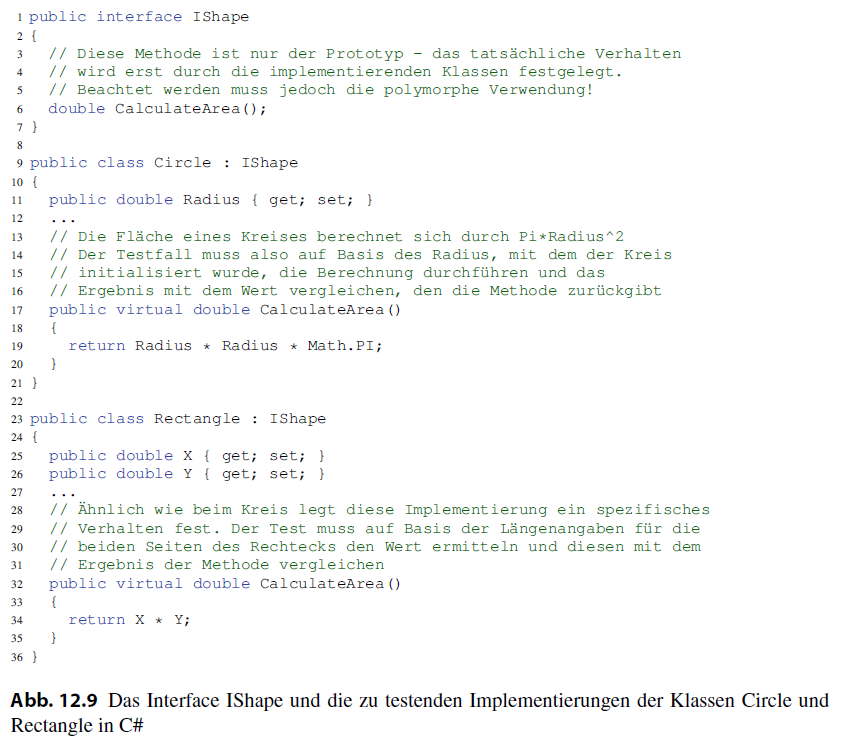 1 public interface IShape
2 {
3 // Diese Methode ist nur der Prototyp – das tatsächliche Verhalten
4 // wird erst durch die implementierenden Klassen festgelegt.
5 // Beachtet werden muss jedoch die polymorphe Verwendung!
6 double CalculateArea();
7 }
8
9 public class Circle : IShape
10 {
11 public double Radius { get; set; }
12 ...
13 // Die Fläche eines Kreises berechnet sich durch Pi*Radius^2
14 // Der Testfall muss also auf Basis des Radius, mit dem der Kreis
15 // initialisiert wurde, die Berechnung durchführen und das
16 // Ergebnis mit dem Wert vergleichen, den die Methode zurückgibt
17 public virtual double CalculateArea()
18 {
19 return Radius * Radius * Math.PI;
20 }
21 }
22
23 public class Rectangle : IShape
24 {
25 public double X { get; set; }
26 public double Y { get; set; }
27 ...
28 // Ähnlich wie beim Kreis legt diese Implementierung ein spezifisches
29 // Verhalten fest. Der Test muss auf Basis der Längenangaben für die
30 // beiden Seiten des Rechtecks den Wert ermitteln und diesen mit dem
31 // Ergebnis der Methode vergleichen
32 public virtual double CalculateArea()
33 {
34 return X * Y;
35 }
36 }
Abb. 12.9 Das Interface IShape und die zu testenden Implementierungen der Klassen Circle und
Rectangle in C#